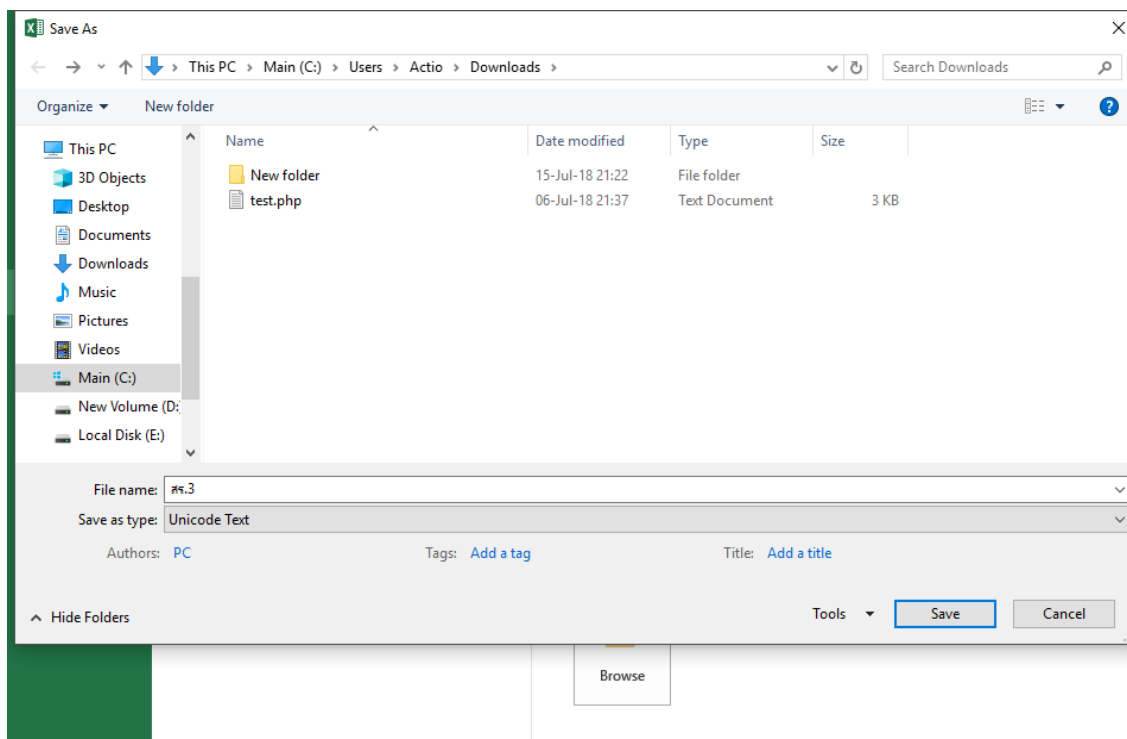 Save As
This PC > Main (C:) > Users > Actio > Downloads >
Search Downloads
Organize
New folder
Name
Date modified
Type
Size
This PC
3D Objects
Desktop
Documents
Downloads
Music
Pictures
Videos
Main (C:)
New Volume (D:
Local Disk (E:)
New folder 15-Jul-18 21:22 File folder
test.php 06-Jul-18 21:37 Text Document 3 KB
File name: สร.3
Save as type: Unicode Text
Authors: PC Tags: Add a tag Title: Add a title
Hide Folders
Tools Save Cancel
Browse